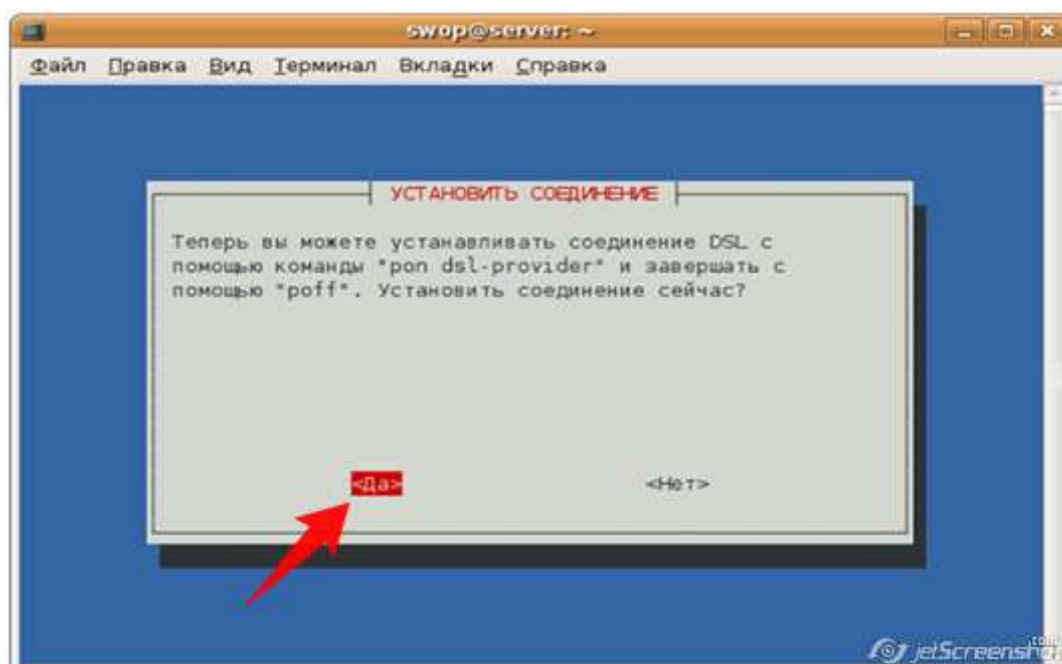 swop@server: ~
Файл Правка Вид Терминал Вкладки Справка
УСТАНОВИТЬ СОЕДИНЕНИЕ
Теперь вы можете устанавливать соединение DSL с
помощью команды "pon dsl-provider" и завершать с
помощью "poff". Установить соединение сейчас?
<Да> <Нет>
jetScreenshot
.com